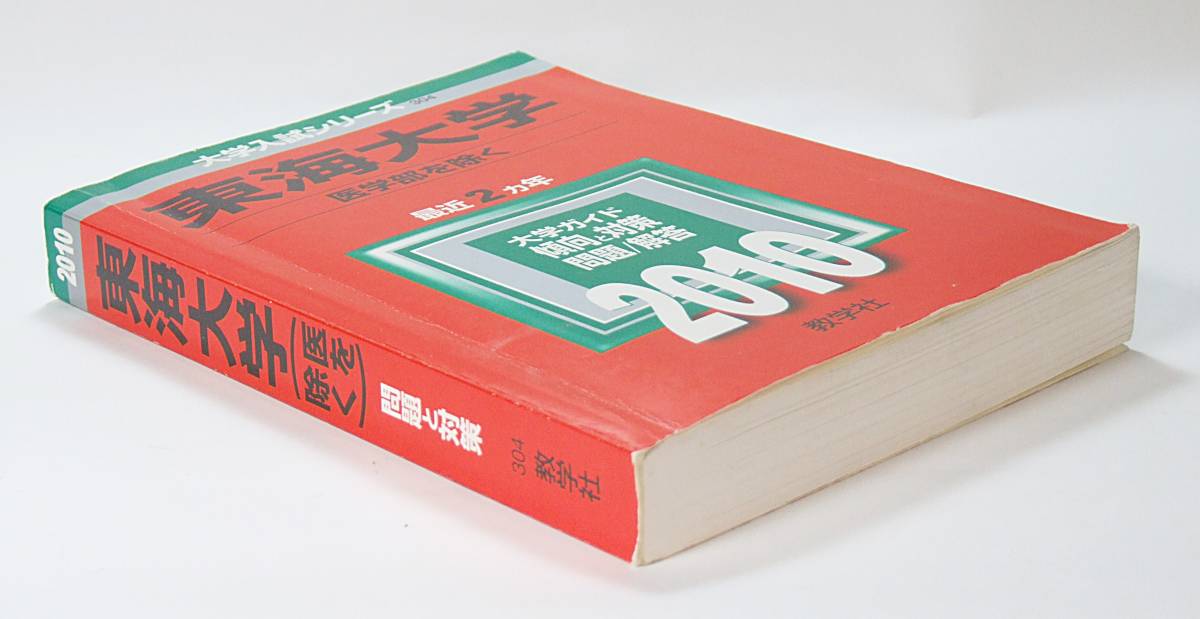 大学入試シリーズ 304
東海大学
医学部を除く
最近2ヵ年
大学ガイド
傾向と対策
問題/解答
2010
教学社
2010
東海大学(医を除く)
問題と対策
304
教学社